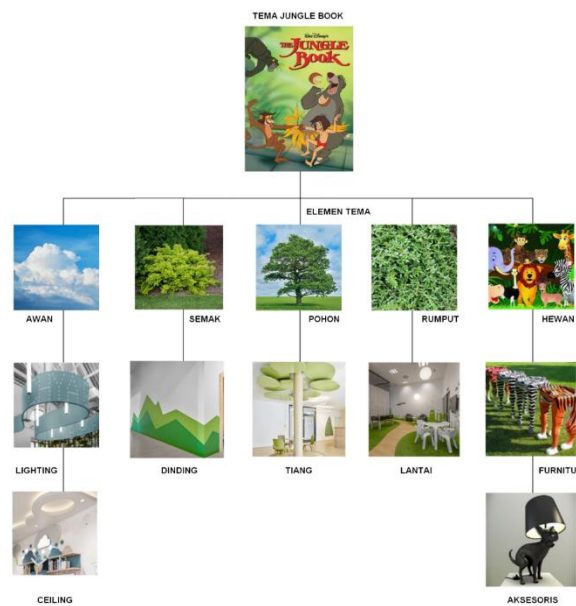 TEMA JUNGLE BOOK
WALT DISNEY'S
THE JUNGLE
BOOK
ELEMEN TEMA
AWAN
SEMAK
POHON
RUMPUT
HEWAN
LIGHTING
DINDING
TIANG
LANTAI
FURNITU
CEILING
AKSESORIS